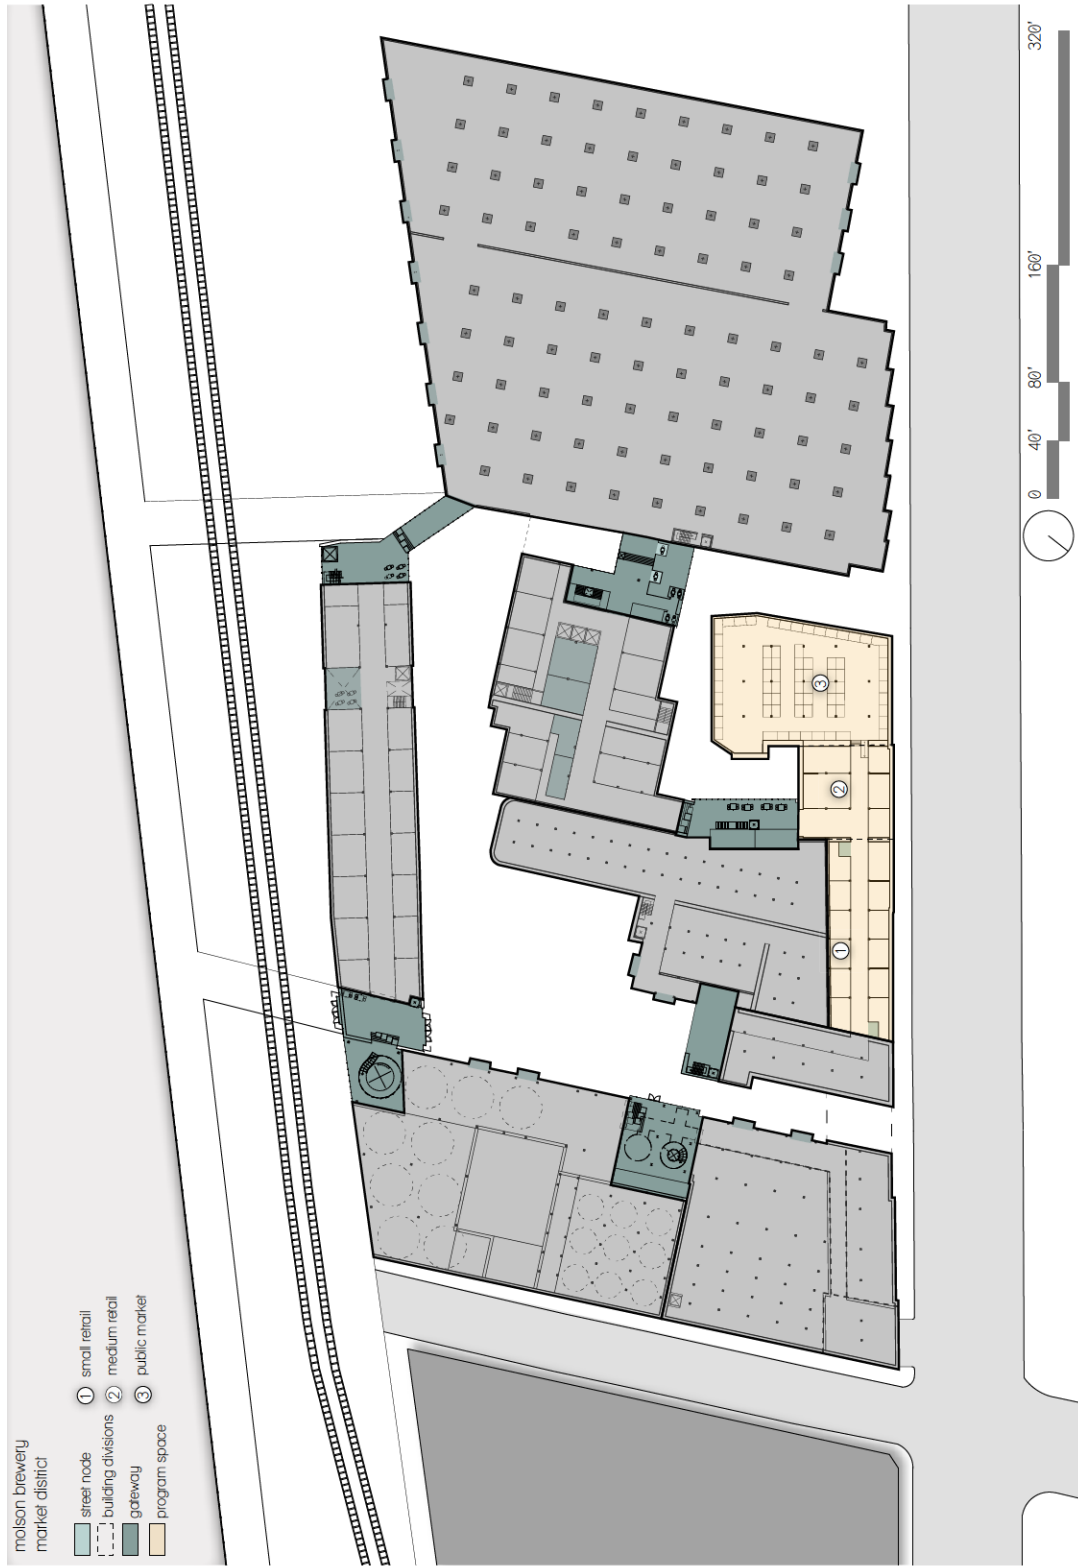 molson brewery
market district
street node
building divisions
gateway
program space
1 small retrail
2 medium retail
3 public market
1
2
3
0 40' 80' 160' 320'